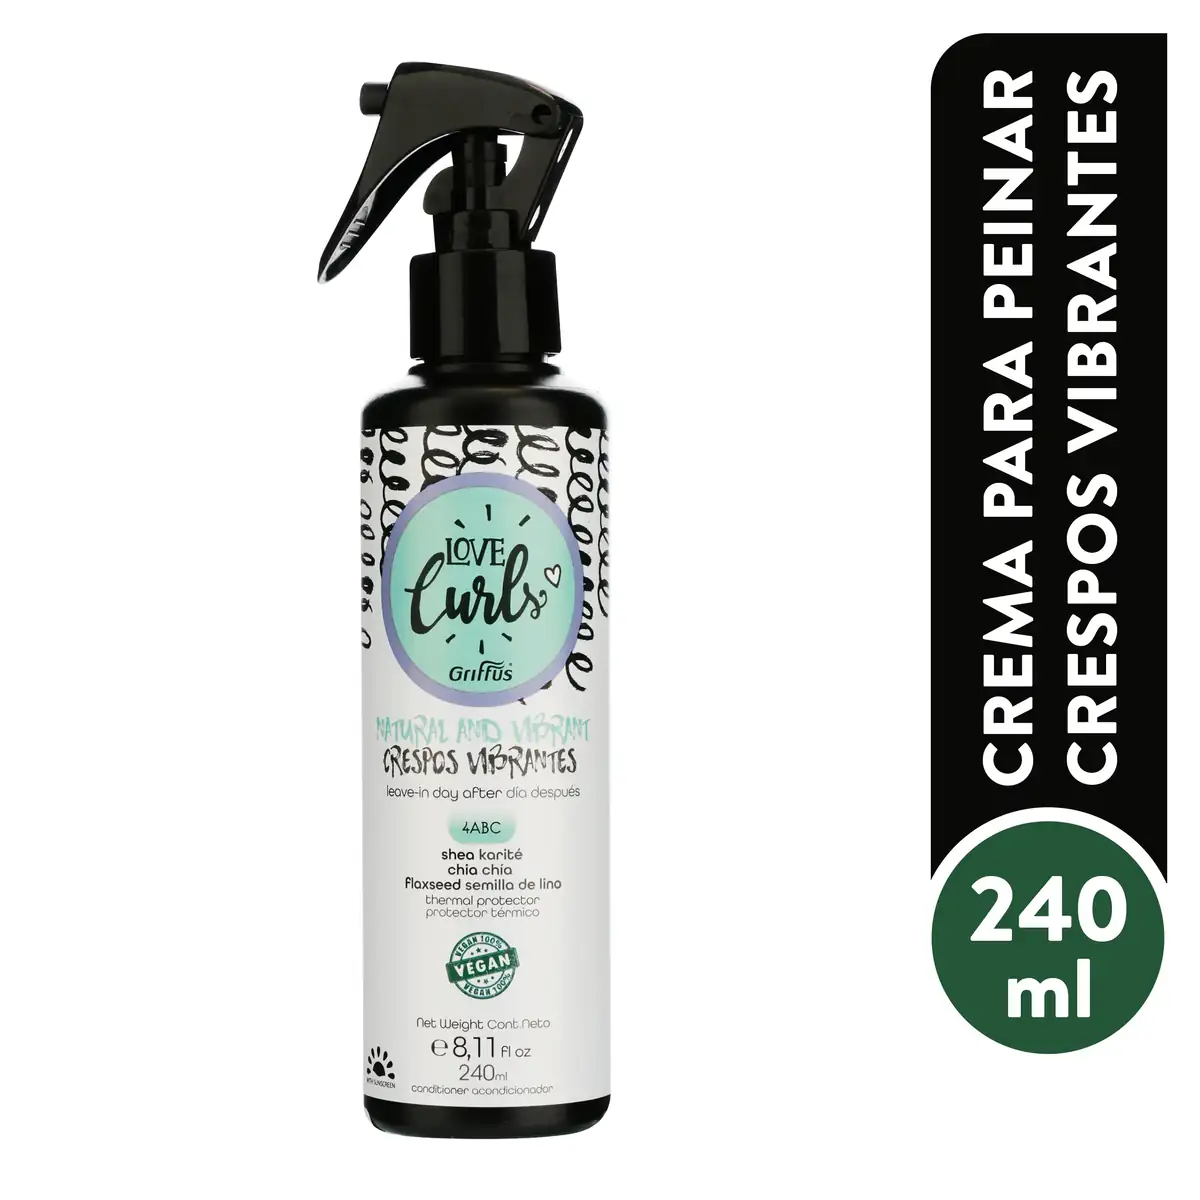 LOVE
Curls
Griffus
NATURAL AND VIBRANT
CRESPOS VIBRANTES
leave-in day after día después
4ABC
shea karité
chia chía
flaxseed semilla de lino
thermal protector
protector térmico
VEGAN 100%
VEGAN
VEGAN 100%
Net Weight Cont.Neto
e 8,11 fl oz
240ml
conditioner acondicionador
WITH SUNSCREEN
CREMA PARA PEINAR
CRESPOS VIBRANTES
240
ml